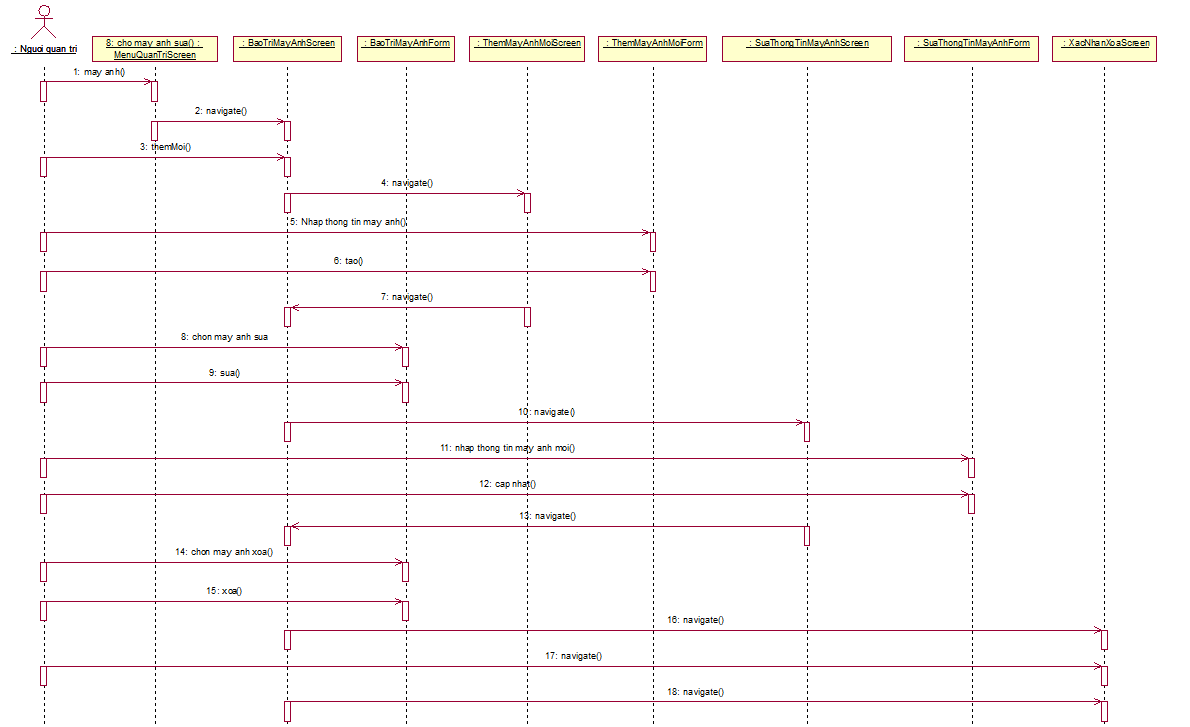 : Nguoi quan tri
8: cho may anh sua() :
MenuQuanTriScreen
: BaoTriMayAnhScreen
: BaoTriMayAnhForm
: ThemMayAnhMoiScreen
: ThemMayAnhMoiForm
: SuaThongTinMayAnhScreen
: SuaThongTinMayAnhForm
: XacNhanXoaScreen
1: may anh()
2: navigate()
3: themMoi()
4: navigate()
5: Nhap thong tin may anh()
6: tao()
7: navigate()
8: chon may anh sua
9: sua()
10: navigate()
11: nhap thong tin may anh moi()
12: cap nhat()
13: navigate()
14: chon may anh xoa()
15: xoa()
16: navigate()
17: navigate()
18: navigate()